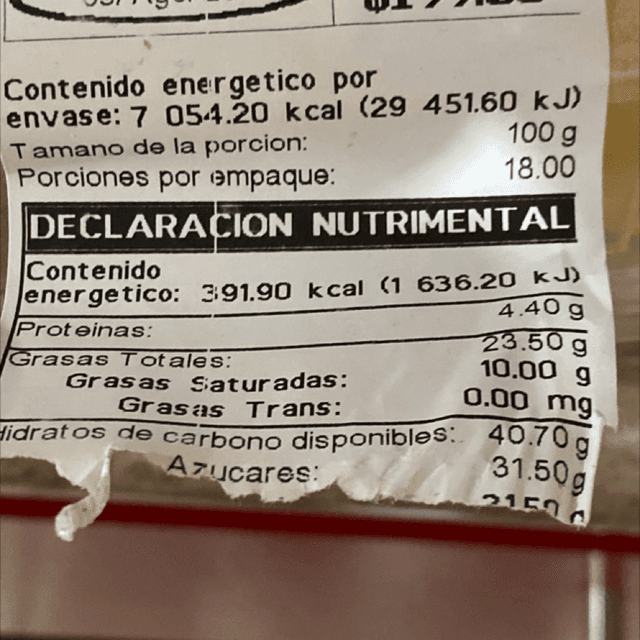 Contenido energetico por
envase: 7 054.20 kcal (29 451.60 kJ)
Tamano de la porcion: 100 g
Porciones por empaque: 18.00
DECLARACION NUTRIMENTAL
Contenido
energetico: 391.90 kcal (1 636.20 kJ)
Proteinas: 4.40 g
Grasas Totales: 23.50 g
Grasas Saturadas: 10.00 g
Grasas Trans: 0.00 mg
Hidratos de carbono disponibles: 40.70 g
Azucares: 31.50 g